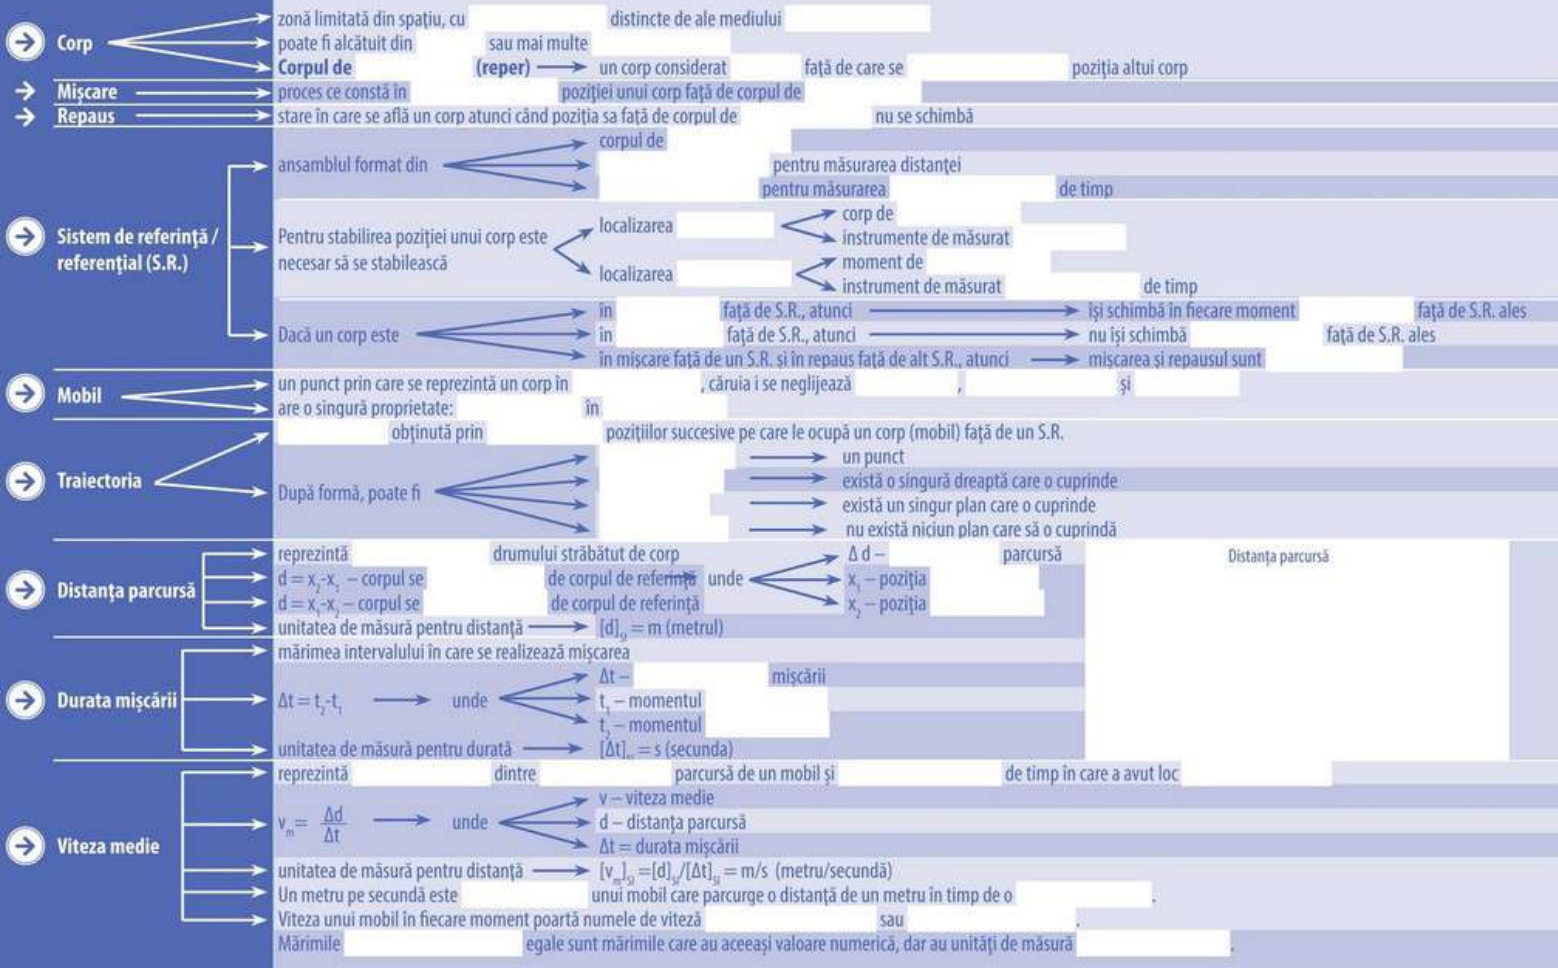 zonă limitată din spațiu, cu distincte de ale mediului
Corp
poate fi alcătuit din sau mai multe
Corpul de (reper) un corp considerat față de care se poziția altui corp
Mișcare proces ce constă în poziției unui corp față de corpul de
Repaus stare în care se află un corp atunci când poziția sa față de corpul de nu se schimbă
corpul de
ansamblul format din pentru măsurarea distanței
pentru măsurarea de timp
corp de
localizarea
Sistem de referință / Pentru stabilirea poziției unui corp este instrumente de măsurat
referențial (S.R.) necesar să se stabilească moment de
localizarea
instrument de măsurat de timp
în față de S.R., atunci își schimbă în fiecare moment față de S.R. ales
Dacă un corp este în față de S.R., atunci nu își schimbă față de S.R. ales
în mișcare față de un S.R. și în repaus față de alt S.R., atunci mișcarea și repausul sunt
un punct prin care se reprezintă un corp în , căruia i se neglijează , și
Mobil
are o singură proprietate: în
obținută prin pozițiilor succesive pe care le ocupă un corp (mobil) față de un S.R.
un punct
Traiectoria existó o singură dreaptă care o cuprinde
După formă, poate fi
există un singur plan care o cuprinde
nu există niciun plan care să o cuprindă
reprezintă drumului străbătut de corp Δ d – parcursă Distanța parcursă
d = x₂-x₁ – corpul se de corpul de referință unde x₁ – poziția
Distanța parcursă
d = x₁-x₂ – corpul se de corpul de referință x₂ – poziția
unitatea de măsură pentru distanță [d]SI = m (metrul)
mărimea intervalului în care se realizează mișcarea
Δt – mișcării
Durata mișcării Δt = t₂-t₁ unde t₁ – momentul
t₂ – momentul
unitatea de măsură pentru durată [Δt]SI = s (secunda)
reprezintă dintre parcursă de un mobil și de timp în care a avut loc
v – viteza medie
vₘ = Δd/Δt unde d – distanța parcursă
Viteza medie Δt = durata mișcării
unitatea de măsură pentru distanță [vₘ]SI =[d]SI/[Δt]SI = m/s (metru/secundă)
Un metru pe secundă este unui mobil care parcurge o distanță de un metru în timp de o .
Viteza unui mobil în fiecare moment poartă numele de viteză sau .
Mărimile egale sunt mărimile care au aceeași valoare numerică, dar au unități de măsură .